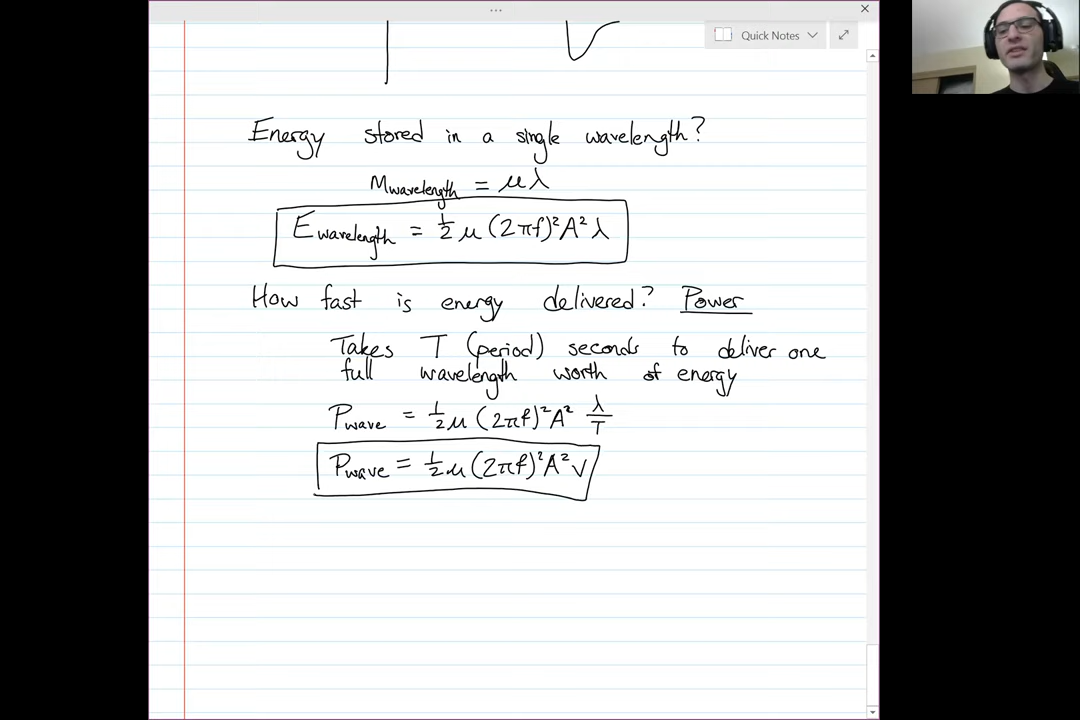 Quick Notes
Energy stored in a single wavelength?
Mwavelength = μλ
Ewavelength = ½ μ (2πf)² A² λ
How fast is energy delivered? Power
Takes T (period) seconds to deliver one
full wavelength worth of energy
Pwave = ½ μ (2πf)² A² λ/T
Pwave = ½ μ (2πf)² A² v